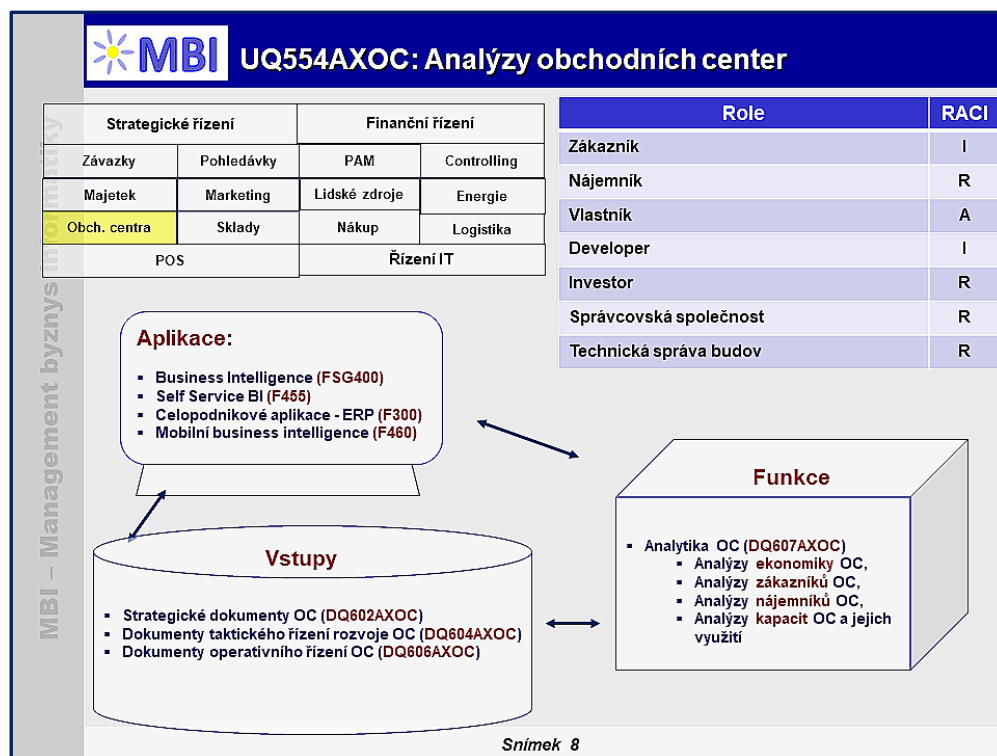 MBI
UQ554AXOC: Analýzy obchodních center
MBI – Management byznys informatiky
Strategické řízení Finanční řízení
Závazky Pohledávky PAM Controlling
Majetek Marketing Lidské zdroje Energie
Obch. centra Sklady Nákup Logistika
POS Řízení IT
Role RACI
Zákazník I
Nájemník R
Vlastník A
Developer I
Investor R
Správcovská společnost R
Technická správa budov R
Aplikace:
▪ Business Intelligence (FSG400)
▪ Self Service BI (F455)
▪ Celopodnikové aplikace - ERP (F300)
▪ Mobilní business intelligence (F460)
Funkce
▪ Analytika OC (DQ607AXOC)
▪ Analýzy ekonomiky OC,
▪ Analýzy zákazníků OC,
▪ Analýzy nájemníků OC,
▪ Analýzy kapacit OC a jejich
využití
Vstupy
▪ Strategické dokumenty OC (DQ602AXOC)
▪ Dokumenty taktického řízení rozvoje OC (DQ604AXOC)
▪ Dokumenty operativního řízení OC (DQ606AXOC)
Snímek 8